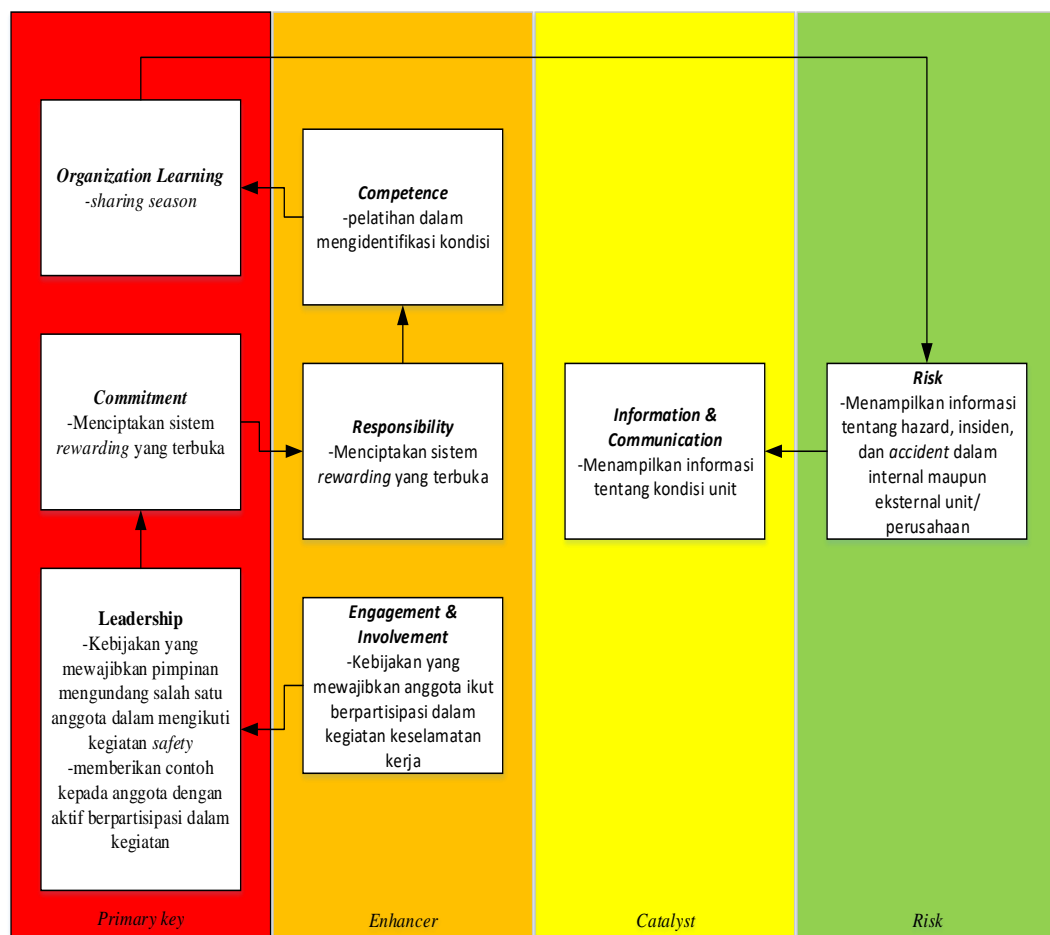 Organization Learning
-sharing season
Commitment
-Menciptakan sistem
rewarding yang terbuka
Leadership
-Kebijakan yang
mewajibkan pimpinan
mengundang salah satu
anggota dalam mengikuti
kegiatan safety
-memberikan contoh
kepada anggota dengan
aktif berpartisipasi dalam
kegiatan
Primary key
Competence
-pelatihan dalam
mengidentifikasi kondisi
Responsibility
-Menciptakan sistem
rewarding yang terbuka
Engagement &
Involvement
-Kebijakan yang
mewajibkan anggota ikut
berpartisipasi dalam
kegiatan keselamatan
kerja
Enhancer
Information &
Communication
-Menampilkan informasi
tentang kondisi unit
Catalyst
Risk
-Menampilkan informasi
tentang hazard, insiden,
dan accident dalam
internal maupun
eksternal unit/
perusahaan
Risk